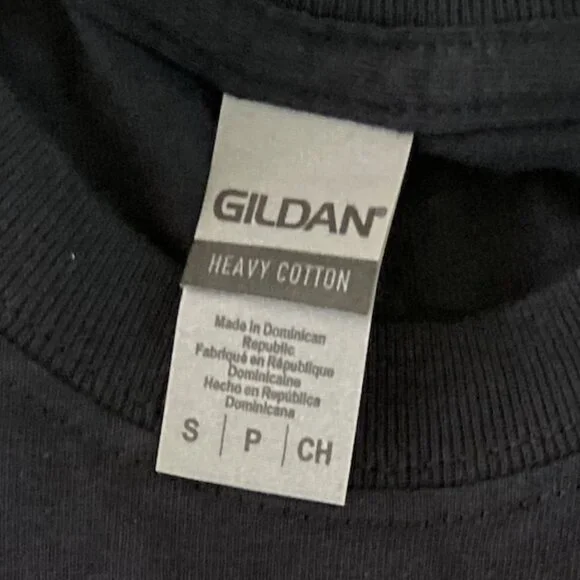 GILDAN®
HEAVY COTTON
Made in Dominican
Republic
Fabriqué en République
Dominicaine
Hecho en República
Dominicana
S | P | CH